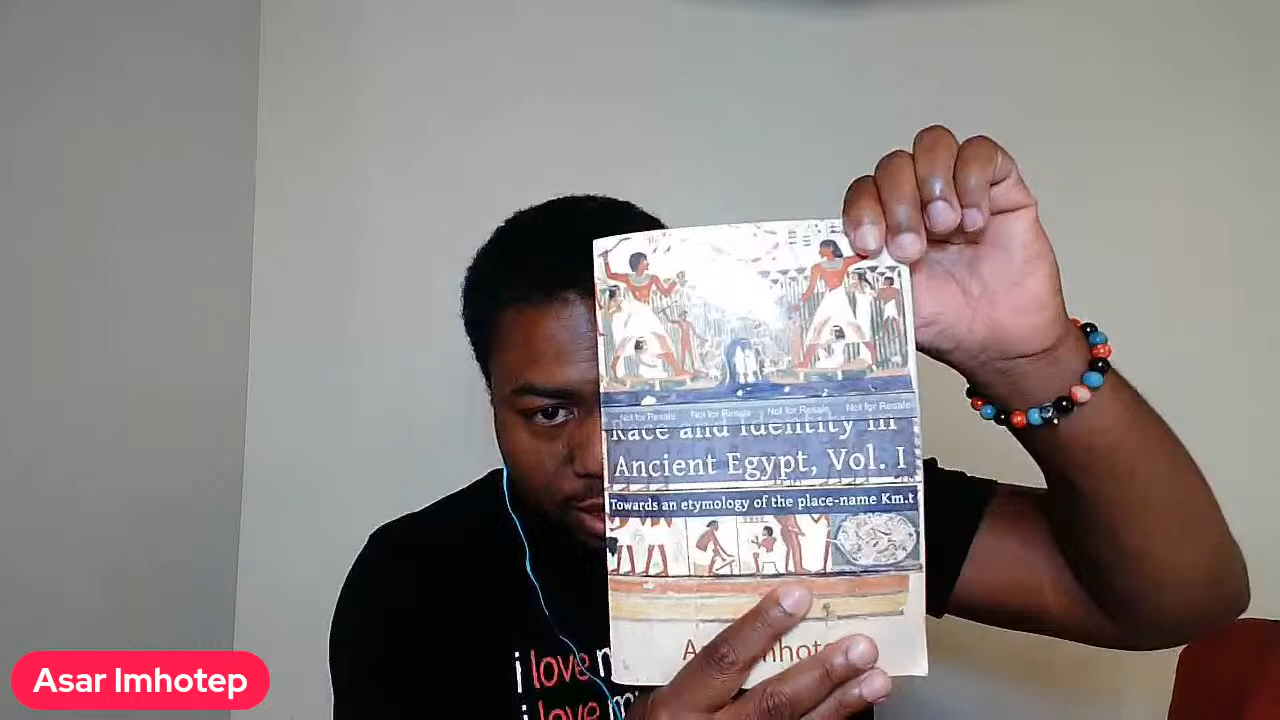 Not for Resale Not for Resale Not for Resale Not for Resale
Race and Identity in
Ancient Egypt, Vol. I
Towards an etymology of the place-name Km.t
i love
i love
Asar Imhotep